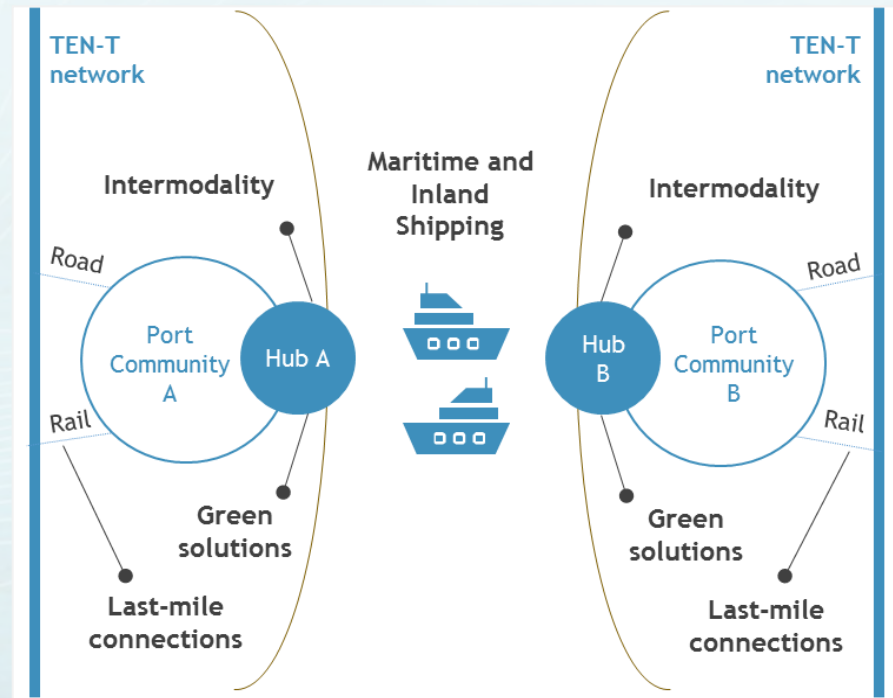 TEN-T
network
TEN-T
network
Maritime and
Inland
Shipping
Intermodality
Intermodality
Road
Road
Port
Community
A
Hub A
Hub
B
Port
Community
B
Rail
Rail
Green
solutions
Green
solutions
Last-mile
connections
Last-mile
connections